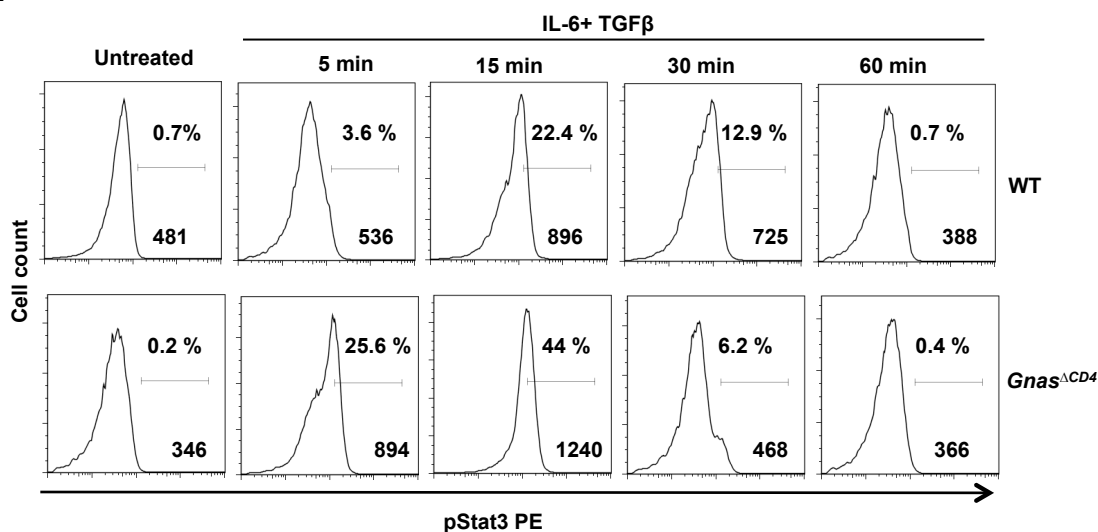 IL-6+ TGFβ
Untreated
5 min
15 min
30 min
60 min
0.7%
3.6 %
22.4 %
12.9 %
0.7 %
WT
481
536
896
725
388
Cell count
0.2 %
25.6 %
44 %
6.2 %
0.4 %
Gnas^ΔCD4
346
894
1240
468
366
pStat3 PE